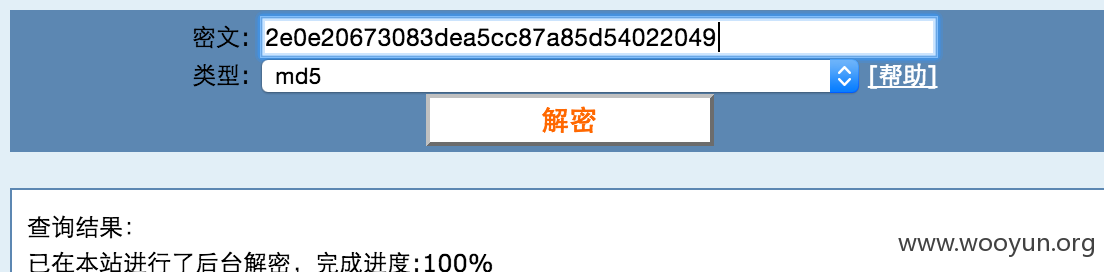 密文: 2e0e20673083dea5cc87a85d54022049
类型: md5 [帮助]
解密
查询结果:
已在本站进行了后台解密，完成进度:100%
www.wooyun.org